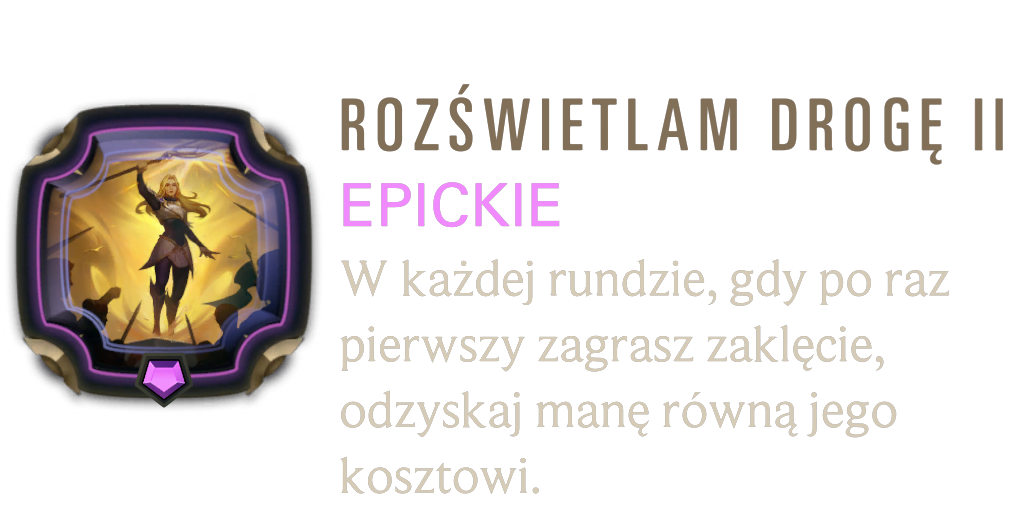 ROZŚWIETLAM DROGĘ II
EPICKIE
W każdej rundzie, gdy po raz
pierwszy zagrasz zaklęcie,
odzyskaj manę równą jego
kosztowi.